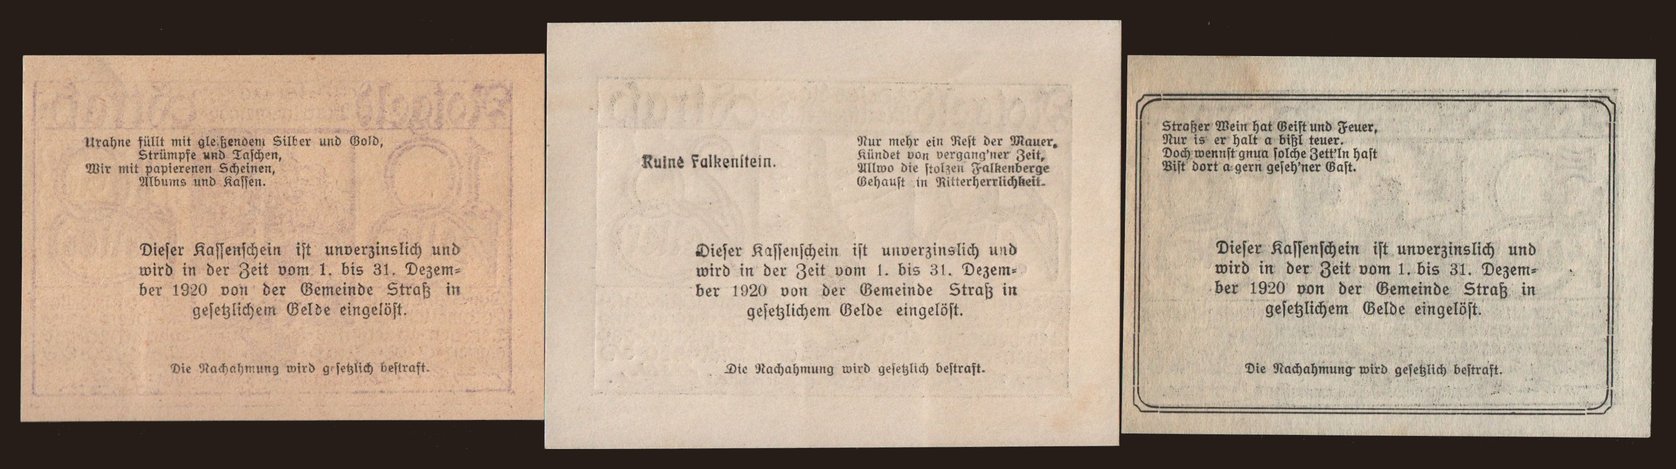 Urahne füllt mit gleißendem Silber und Gold,
Strümpfe und Taschen,
Wir mit papierenen Scheinen,
Albums und Kassen.
Dieser Kassenschein ist unverzinslich und
wird in der Zeit vom 1. bis 31. Dezem-
ber 1920 von der Gemeinde Straß in
gesetzlichem Gelde eingelöst.
Die Nachahmung wird gesetzlich bestraft.
Ruine Falkenstein.
Nur mehr ein Rest der Mauer,
Kündet von vergang'ner Zeit,
Allwo die stolzen Falkenberge
Gehaust in Ritterherrlichkeit.
Dieser Kassenschein ist unverzinslich und
wird in der Zeit vom 1. bis 31. Dezem-
ber 1920 von der Gemeinde Straß in
gesetzlichem Gelde eingelöst.
Die Nachahmung wird gesetzlich bestraft.
Straßer Wein hat Geist und Feuer,
Nur is er halt a bißl teuer.
Doch wennst gnua solche Zett'ln hast
Bist dort a gern geseh'ner Gast.
Dieser Kassenschein ist unverzinslich und
wird in der Zeit vom 1. bis 31. Dezem-
ber 1920 von der Gemeinde Straß in
gesetzlichem Gelde eingelöst.
Die Nachahmung wird gesetzlich bestraft.